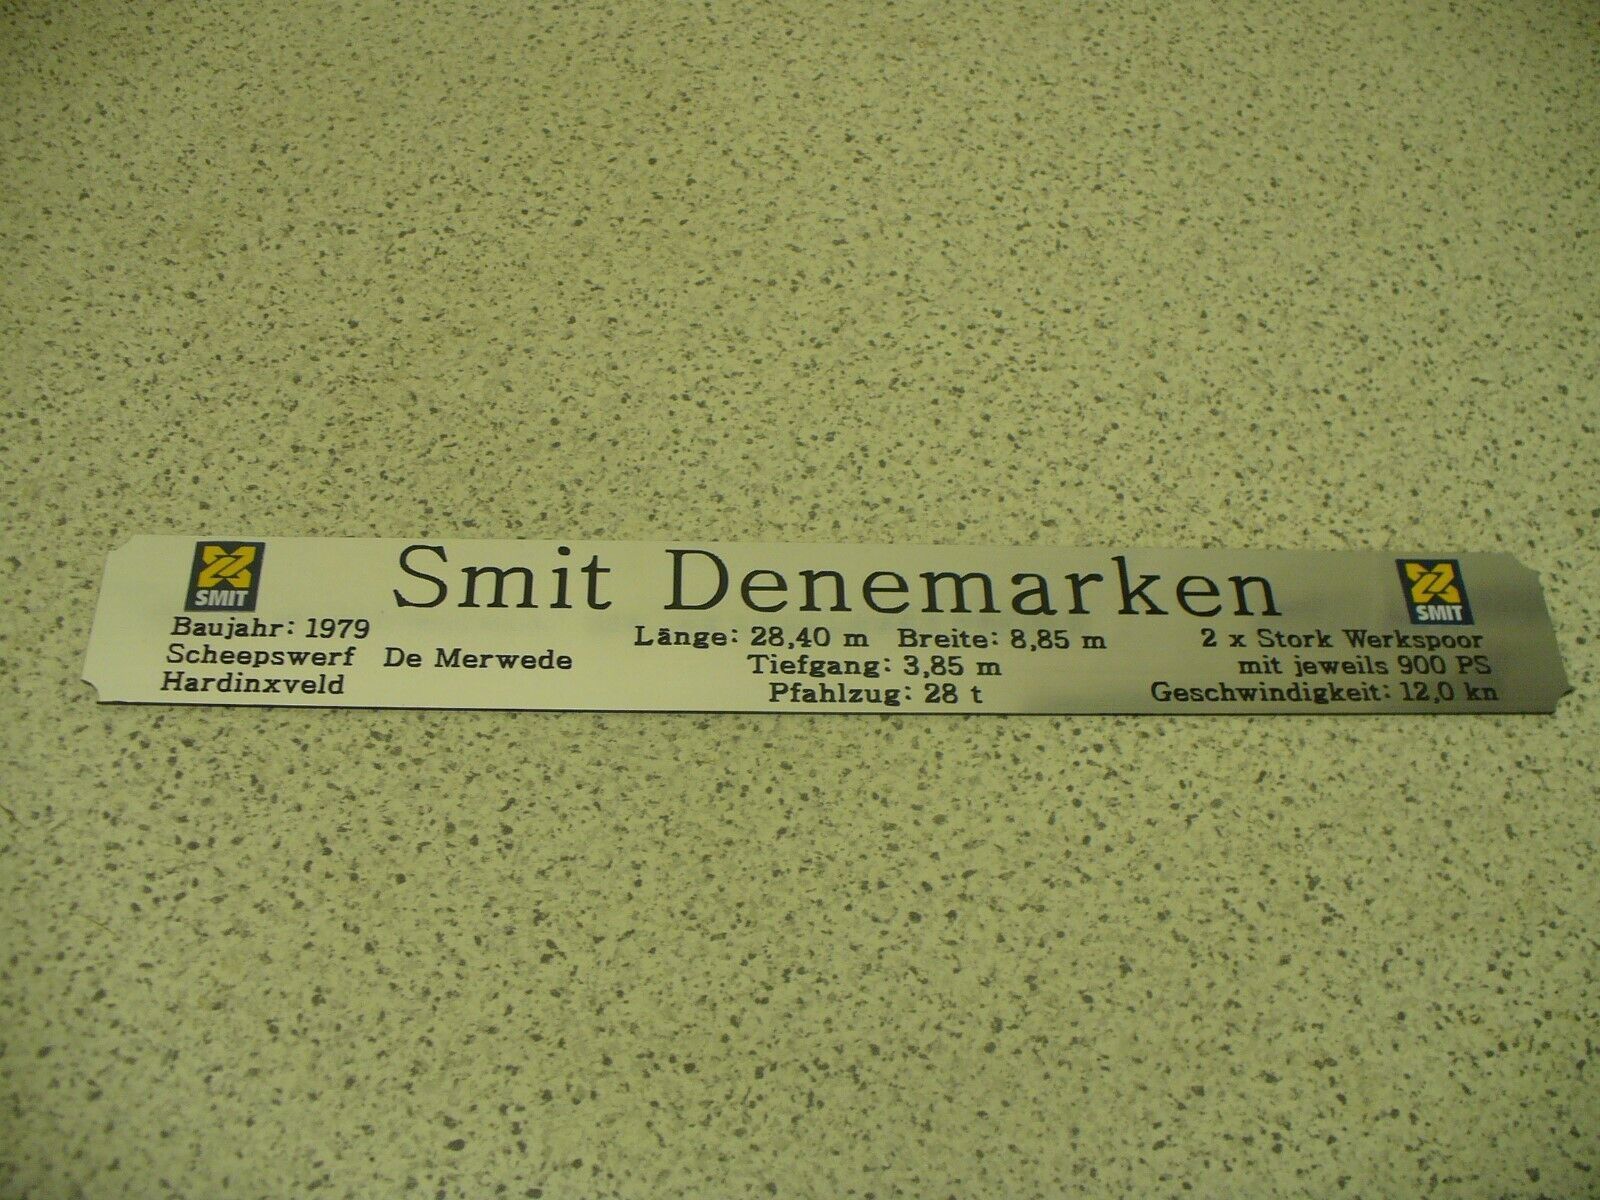 Smit Denemarken
SMIT
SMIT
Baujahr: 1979
Scheepswerf De Merwede
Hardinxveld
Länge: 28,40 m Breite: 8,85 m
Tiefgang: 3,85 m
Pfahlzug: 28 t
2 x Stork Werkspoor
mit jeweils 900 PS
Geschwindigkeit: 12,0 kn